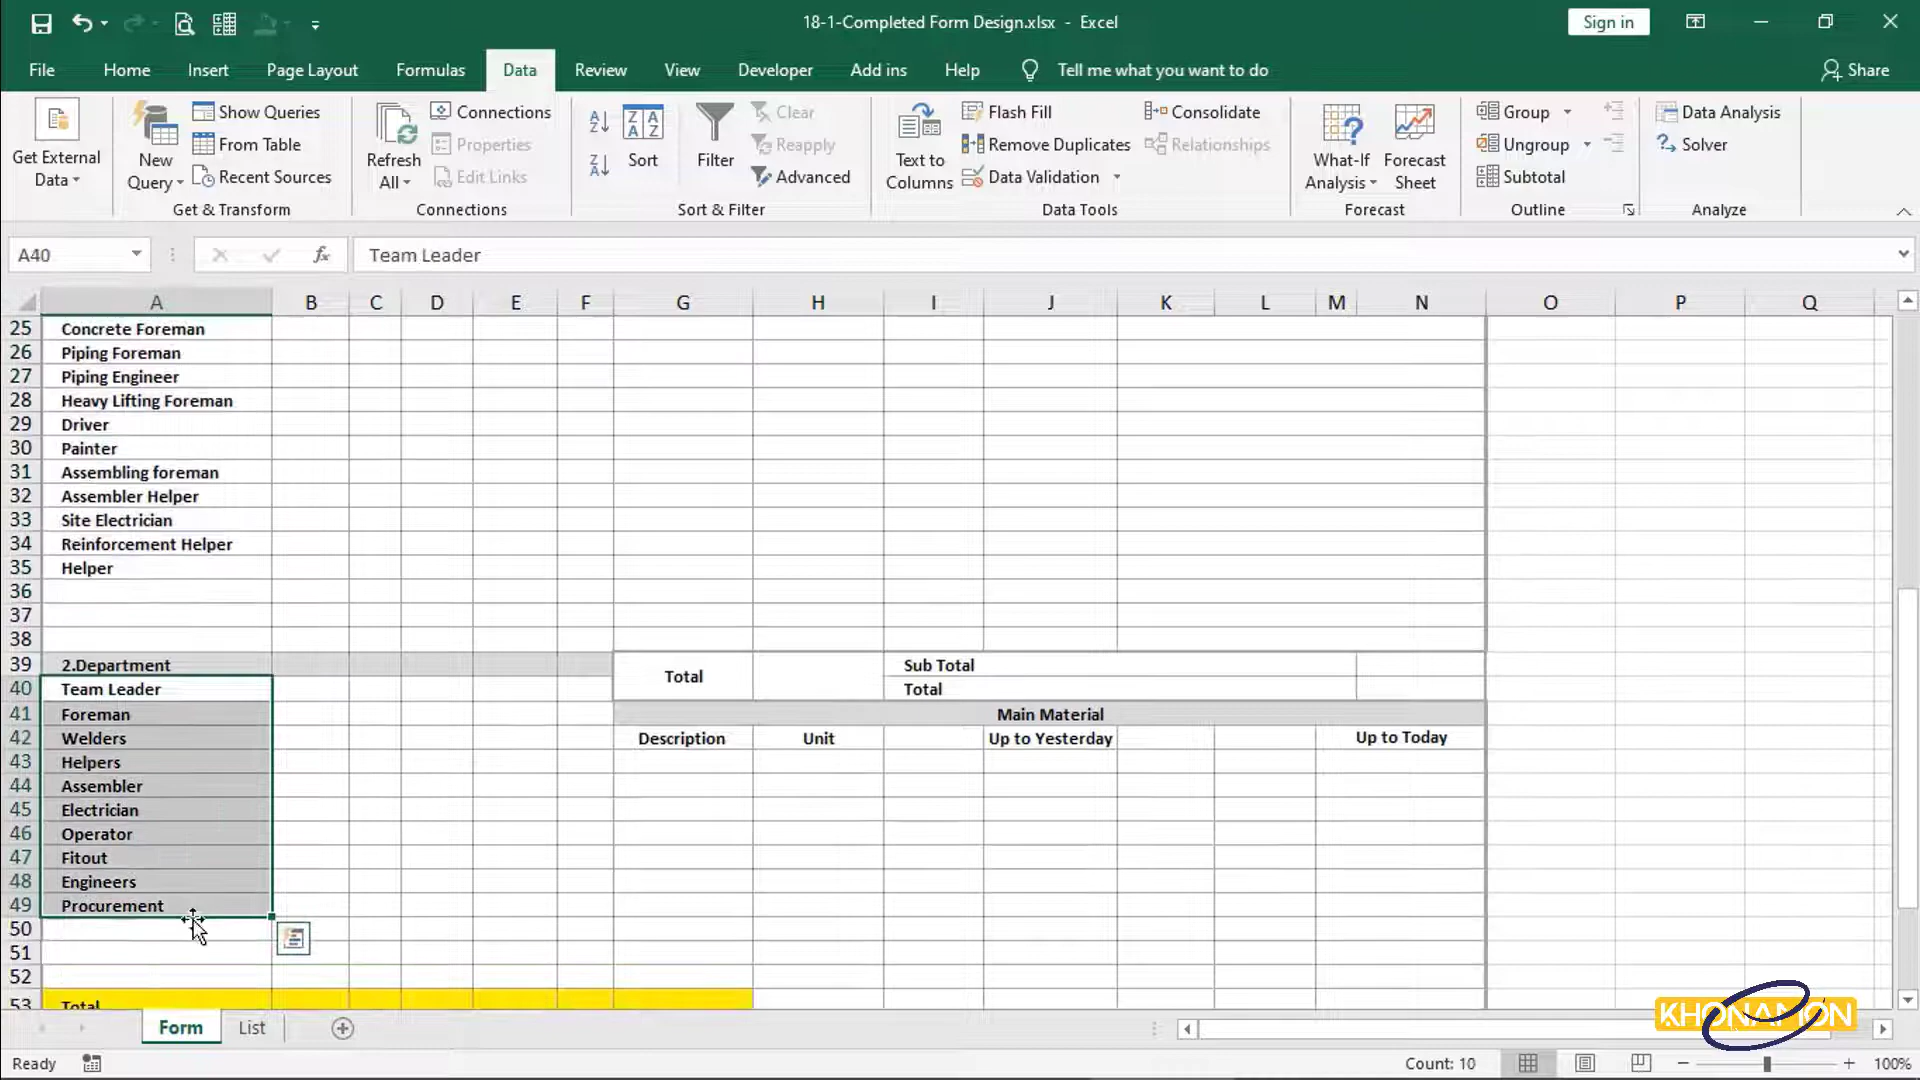 18-1-Completed Form Design.xlsx - Excel
Sign in
File Home Insert Page Layout Formulas Data Review View Developer Add ins Help Tell me what you want to do Share
Get External Data
New Query
Show Queries
From Table
Recent Sources
Get & Transform
Refresh All
Connections
Properties
Edit Links
Connections
Sort
Filter
Clear
Reapply
Advanced
Sort & Filter
Text to Columns
Flash Fill
Remove Duplicates
Data Validation
Consolidate
Relationships
Data Tools
What-If Analysis
Forecast Sheet
Forecast
Group
Ungroup
Subtotal
Outline
Data Analysis
Solver
Analyze
A40 fx Team Leader
A B C D E F G H I J K L M N O P Q
25 Concrete Foreman
26 Piping Foreman
27 Piping Engineer
28 Heavy Lifting Foreman
29 Driver
30 Painter
31 Assembling foreman
32 Assembler Helper
33 Site Electrician
34 Reinforcement Helper
35 Helper
36
37
38
39 2.Department Total Sub Total
40 Team Leader Total
41 Foreman Main Material
42 Welders Description Unit Up to Yesterday Up to Today
43 Helpers
44 Assembler
45 Electrician
46 Operator
47 Fitout
48 Engineers
49 Procurement
50
51
52
53 Total
Form List
KHONAMON
Ready Count: 10 100%